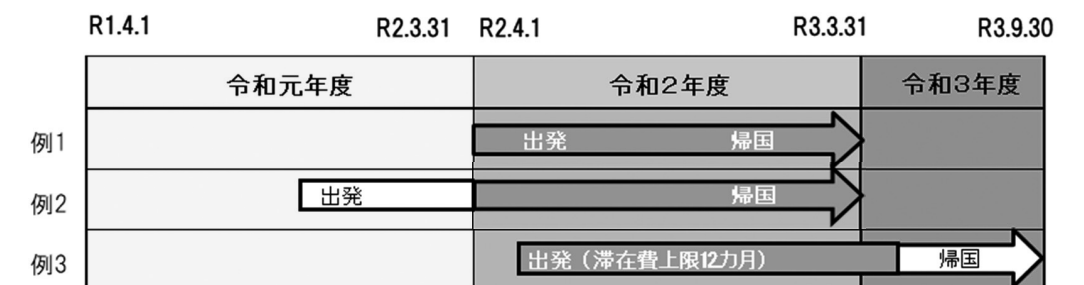 R1.4.1 R2.3.31 R2.4.1 R3.3.31 R3.9.30
令和元年度 令和2年度 令和3年度
例1 出発 帰国
例2 出発 帰国
例3 出発（滞在費上限12カ月） 帰国